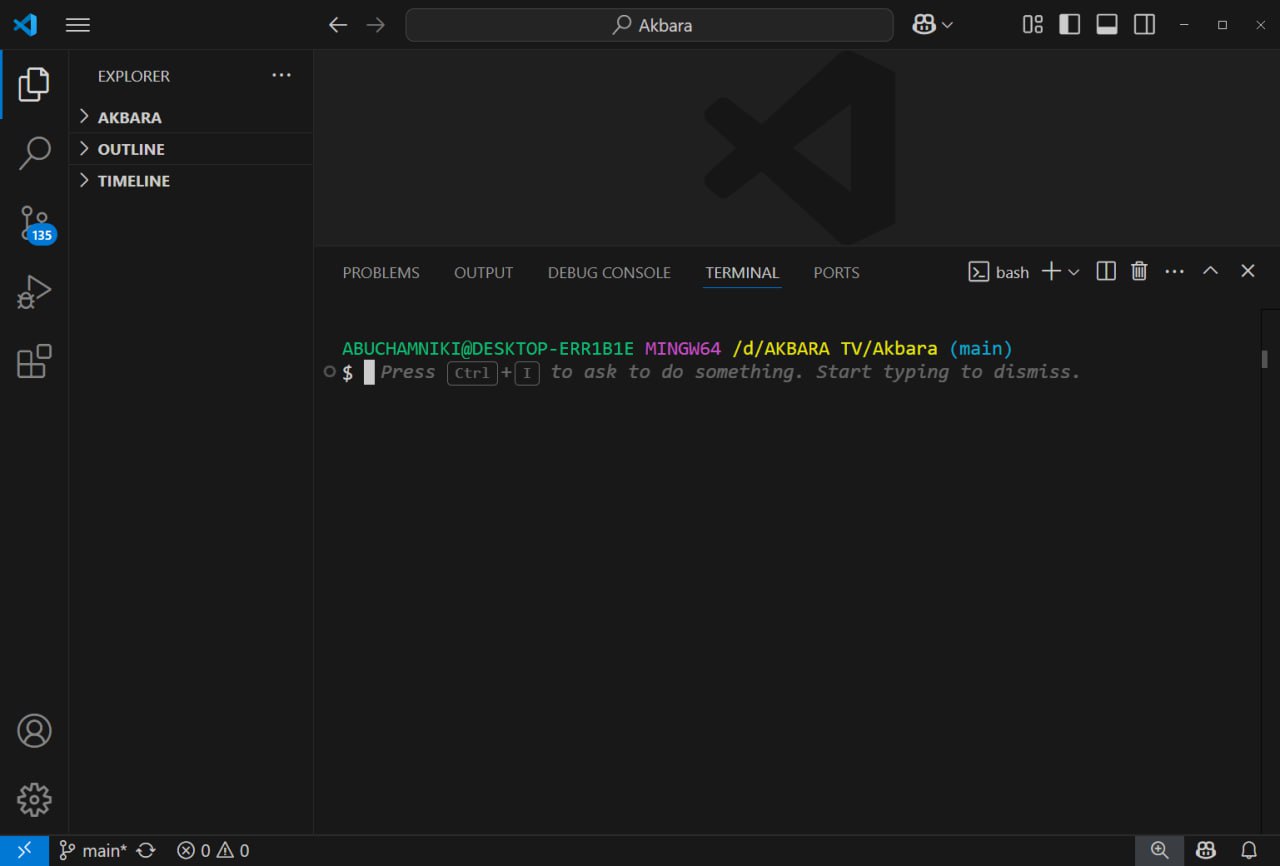 Akbara
EXPLORER
AKBARA
OUTLINE
TIMELINE
135
PROBLEMS OUTPUT DEBUG CONSOLE TERMINAL PORTS bash
ABUCHAMNIKI@DESKTOP-ERR1B1E MINGW64 /d/AKBARA TV/Akbara (main)
$ Press Ctrl+I to ask to do something. Start typing to dismiss.
main* 0 0